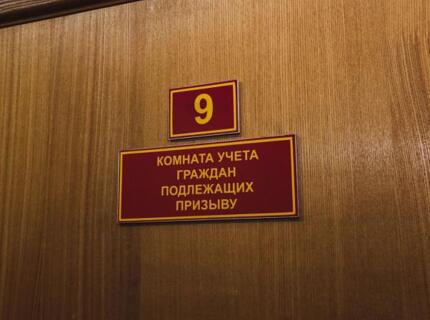 9
КОМНАТА УЧЕТА
ГРАЖДАН
ПОДЛЕЖАЩИХ
ПРИЗЫВУ